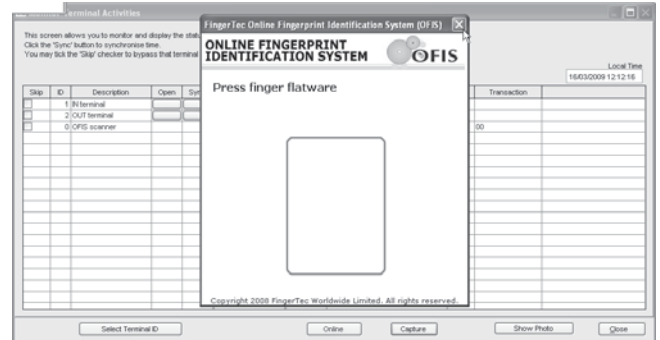 erminal Activities
This screen allows you to monitor and display the statu
Click the 'Sync' button to synchronise time.
You may tick the 'Skip' checker to bypass that terminal
Local Time
16/03/2009 12:12:16
Skip ID Description Open Syn Transaction
1 IN terminal
2 OUT terminal
0 OFIS scanner 00
FingerTec Online Fingerprint Identification System (OFIS)
ONLINE FINGERPRINT
IDENTIFICATION SYSTEM
OFIS
Press finger flatware
Copyright 2008 FingerTec Worldwide Limited. All rights reserved.
Select Terminal ID Online Capture Show Photo Close